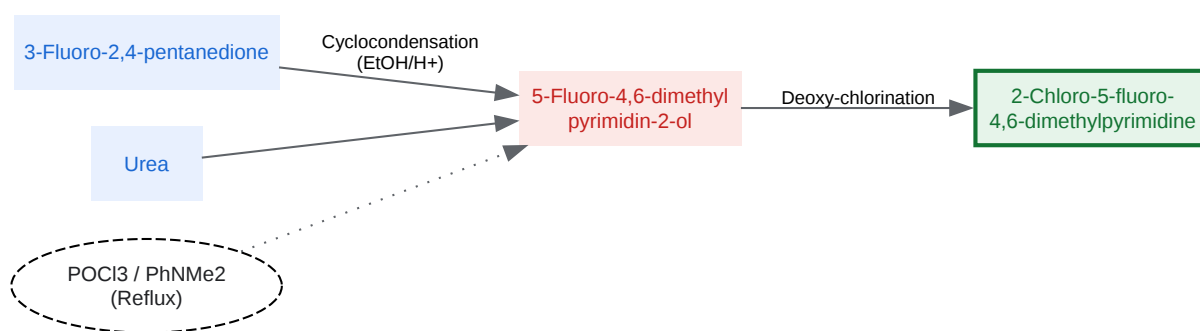 3-Fluoro-2,4-pentanedione
Cyclocondensation
(EtOH/H+)
5-Fluoro-4,6-dimethyl
pyrimidin-2-ol
Deoxy-chlorination
2-Chloro-5-fluoro-
4,6-dimethylpyrimidine
Urea
POCl3 / PhNMe2
(Reflux)